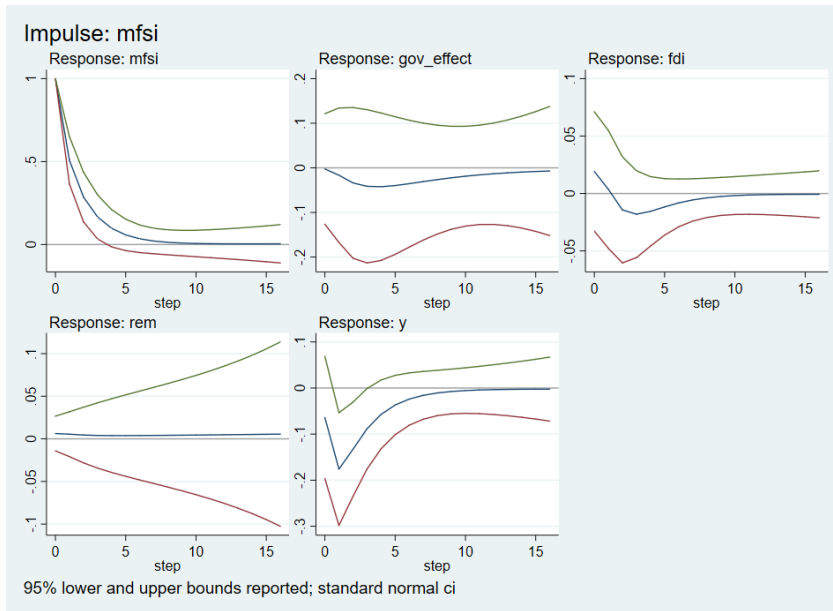 Impulse: mfsi
Response: mfsi
1
.5
0
0 5 10 15
step
Response: gov_effect
.2
.1
0
-.1
-.2
0 5 10 15
step
Response: fdi
.1
.05
0
-.05
0 5 10 15
step
Response: rem
.1
.05
0
-.05
-.1
0 5 10 15
step
Response: y
.1
0
-.1
-.2
-.3
0 5 10 15
step
95% lower and upper bounds reported; standard normal ci